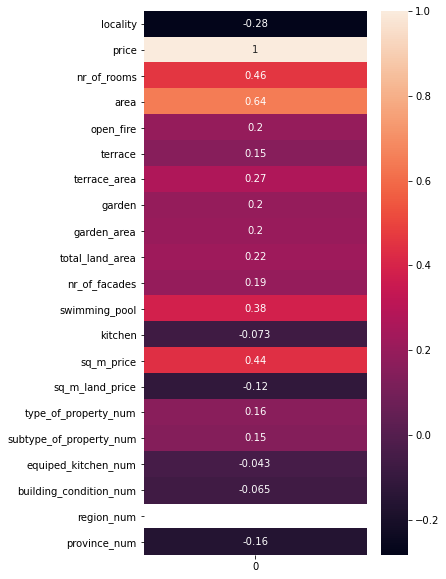 locality -0.28
price 1
nr_of_rooms 0.46
area 0.64
open_fire 0.2
terrace 0.15
terrace_area 0.27
garden 0.2
garden_area 0.2
total_land_area 0.22
nr_of_facades 0.19
swimming_pool 0.38
kitchen -0.073
sq_m_price 0.44
sq_m_land_price -0.12
type_of_property_num 0.16
subtype_of_property_num 0.15
equiped_kitchen_num -0.043
building_condition_num -0.065
region_num
province_num -0.16
0
1.0
0.8
0.6
0.4
0.2
0.0
−0.2